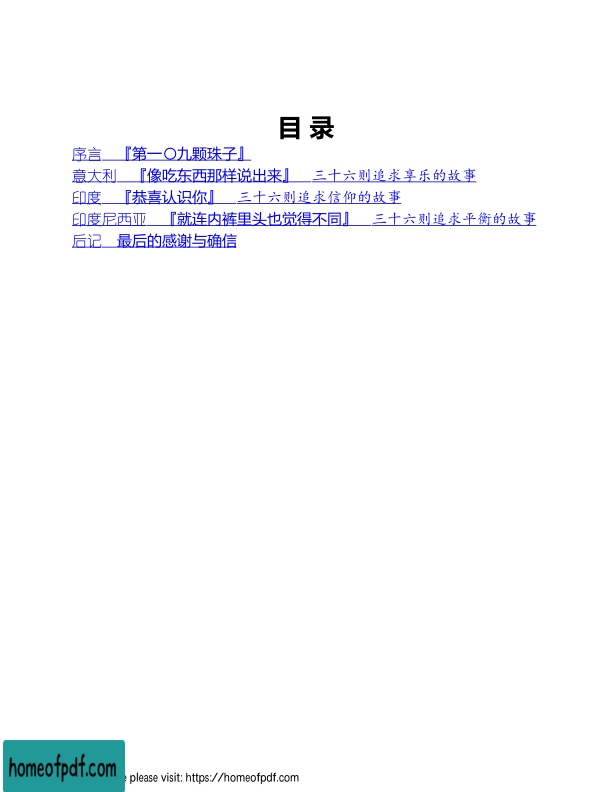 目 录
序言 『第一〇九颗珠子』
意大利 『像吃东西那样说出来』 三十六则追求享乐的故事
印度 『恭喜认识你』 三十六则追求信仰的故事
印度尼西亚 『就连内裤里头也觉得不同』 三十六则追求平衡的故事
后记 最后的感谢与确信
homeofpdf.com
please visit: https://homeofpdf.com